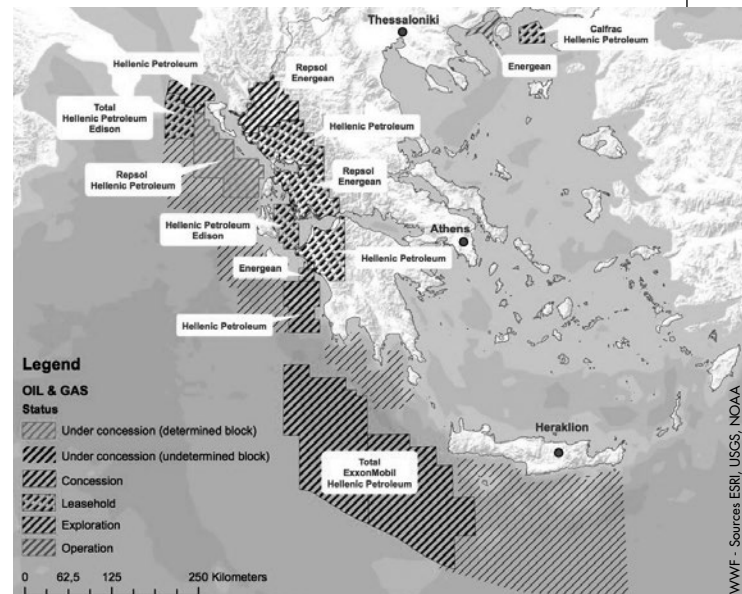 Thessaloniki
Calfrac
Hellenic Petroleum
Energean
Hellenic Petroleum
Repsol
Energean
Total
Hellenic Petroleum
Edison
Hellenic Petroleum
Repsol
Hellenic Petroleum
Repsol
Energean
Hellenic Petroleum
Edison
Athens
Energean
Hellenic Petroleum
Hellenic Petroleum
Legend
OIL & GAS
Status
Under concession (determined block)
Under concession (undetermined block)
Concession
Leasehold
Exploration
Operation
Heraklion
Total
ExxonMobil
Hellenic Petroleum
0 62,5 125 250 Kilometers
WWF - Sources ESRI, USGS, NOAA